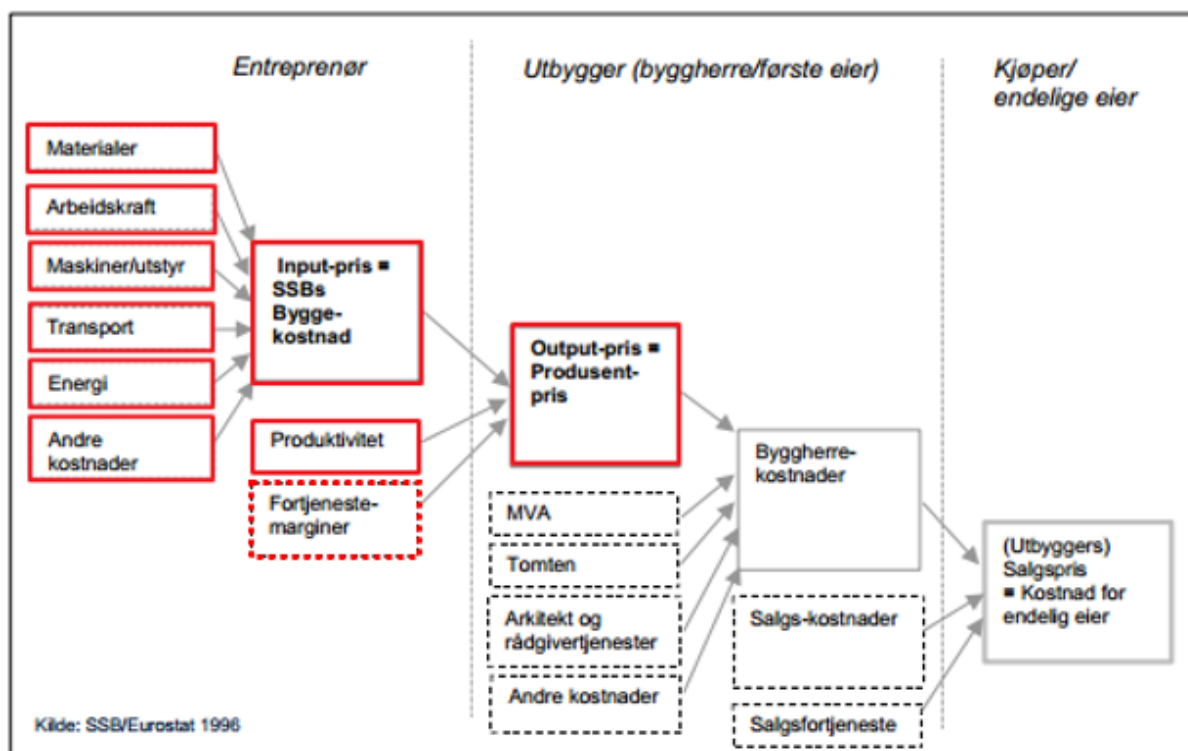 Entreprenør
Utbygger (byggherre/første eier)
Kjøper/
endelige eier
Materialer
Arbeidskraft
Maskiner/utstyr
Transport
Energi
Andre
kostnader
Input-pris =
SSBs
Bygge-
kostnad
Produktivitet
Fortjeneste-
marginer
Output-pris =
Produsent-
pris
MVA
Tomten
Arkitekt og
rådgivertjenester
Andre kostnader
Byggherre-
kostnader
Salgs-kostnader
Salgsfortjeneste
(Utbyggers)
Salgspris
= Kostnad for
endelig eier
Kilde: SSB/Eurostat 1996